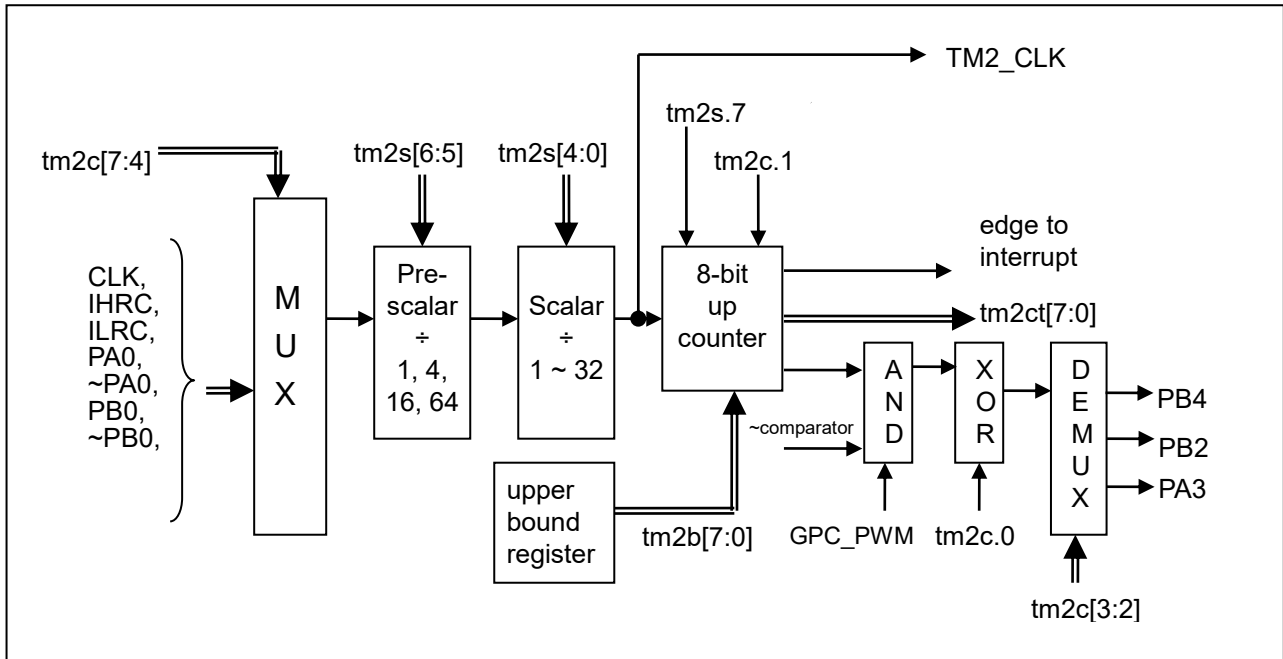 TM2_CLK
tm2s.7
tm2c[7:4]
tm2s[6:5]
tm2s[4:0]
tm2c.1
edge to
interrupt
CLK,
IHRC,
ILRC,
PA0,
~PA0,
PB0,
~PB0,
M
U
X
Pre-
scalar
÷
1, 4,
16, 64
Scalar
÷
1 ~ 32
8-bit
up
counter
tm2ct[7:0]
A
N
D
X
O
R
D
E
M
U
X
PB4
PB2
PA3
~comparator
upper
bound
register
tm2b[7:0]
GPC_PWM
tm2c.0
tm2c[3:2]